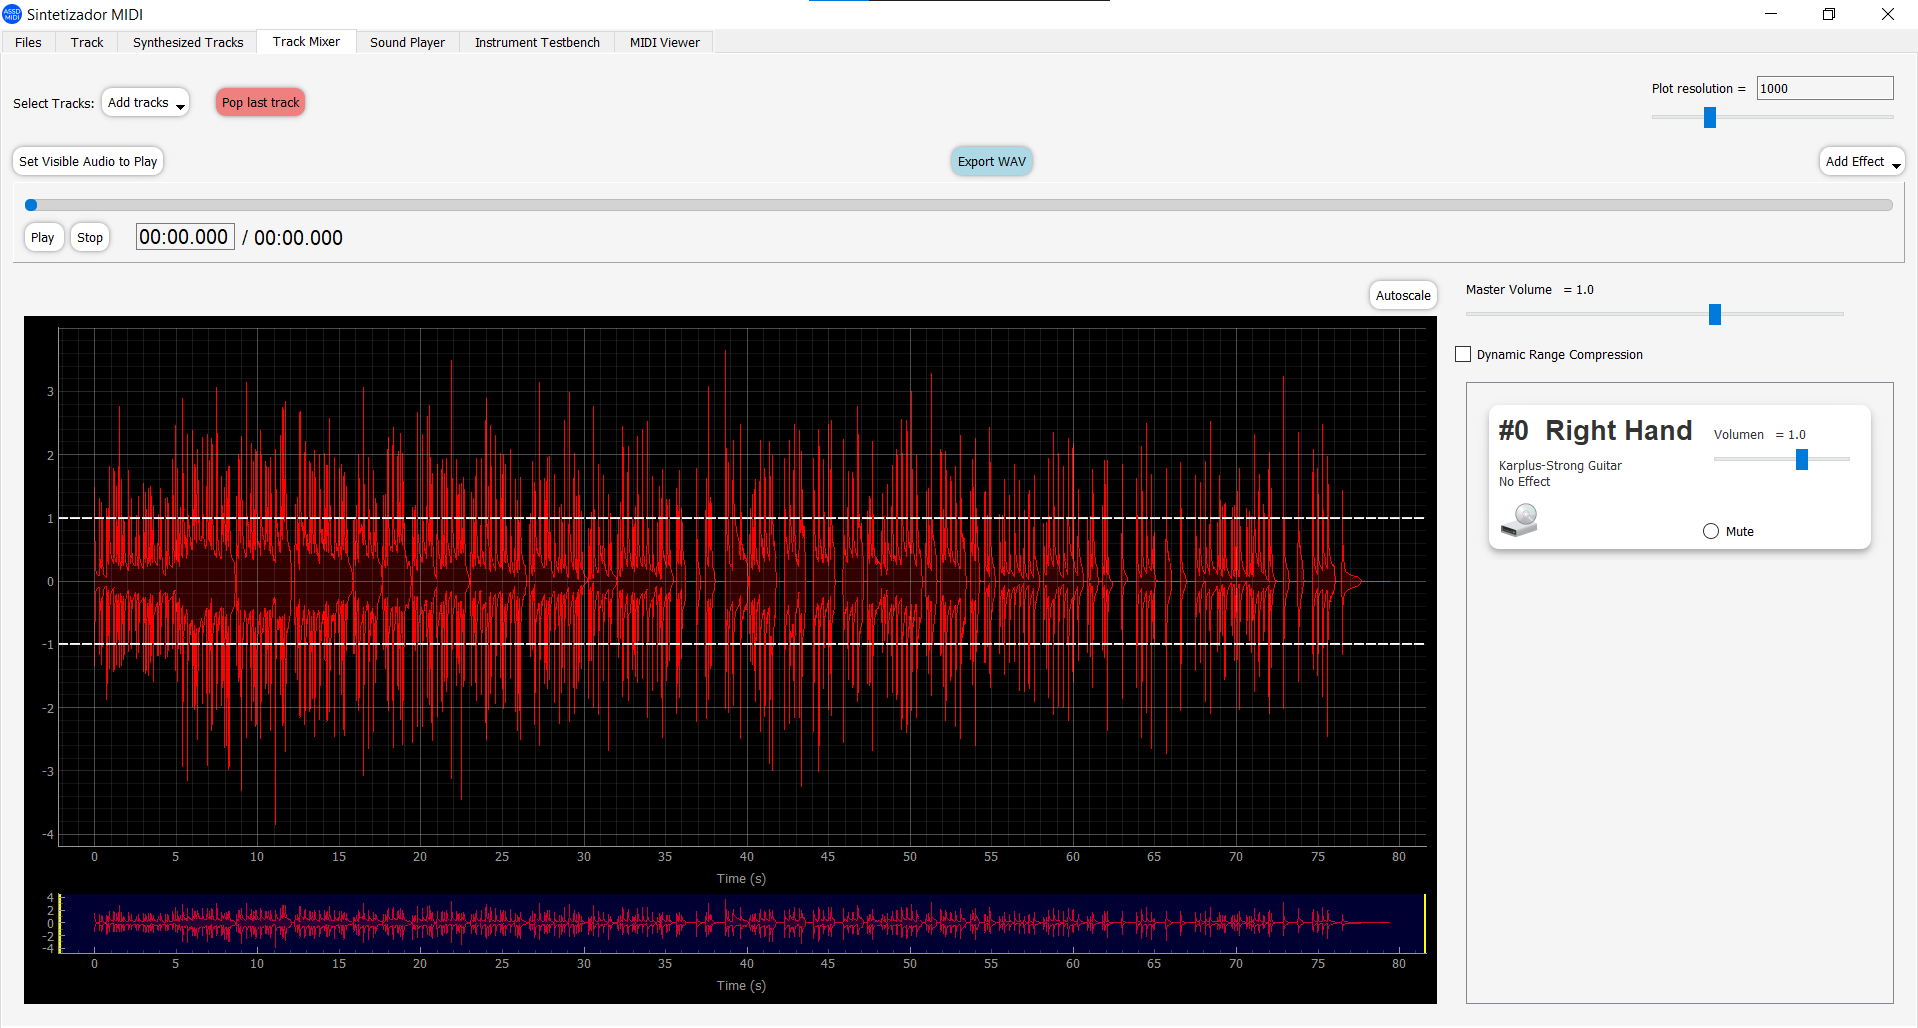 ASSD
MIDI
Sintetizador MIDI
Files Track Synthesized Tracks Track Mixer Sound Player Instrument Testbench MIDI Viewer
Select Tracks: Add tracks Pop last track
Plot resolution = 1000
Set Visible Audio to Play Export WAV Add Effect
Play Stop 00:00.000 / 00:00.000
Autoscale
Master Volume = 1.0
Dynamic Range Compression
#0 Right Hand
Volumen = 1.0
Karplus-Strong Guitar
No Effect
Mute
3
2
1
0
-1
-2
-3
-4
0 5 10 15 20 25 30 35 40 45 50 55 60 65 70 75 80
Time (s)
4
2
0
-2
-4
0 5 10 15 20 25 30 35 40 45 50 55 60 65 70 75 80
Time (s)